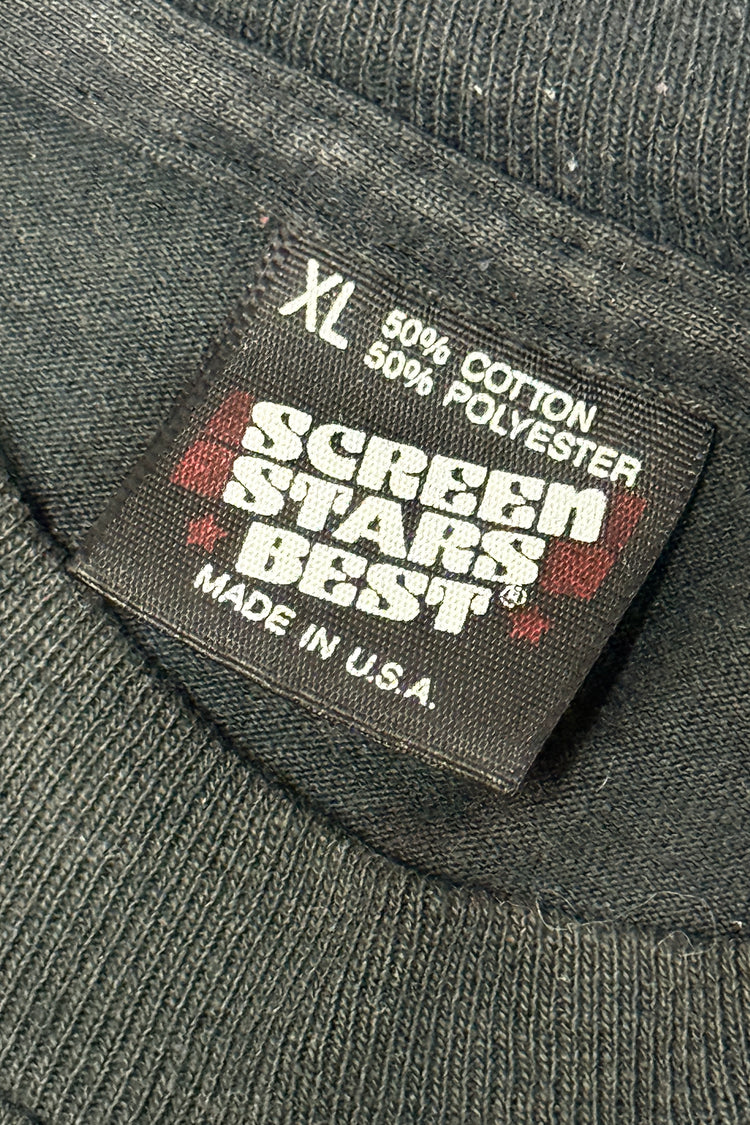 XL
50% COTTON
50% POLYESTER
SCREEN
STARS
BEST®
MADE IN U.S.A.